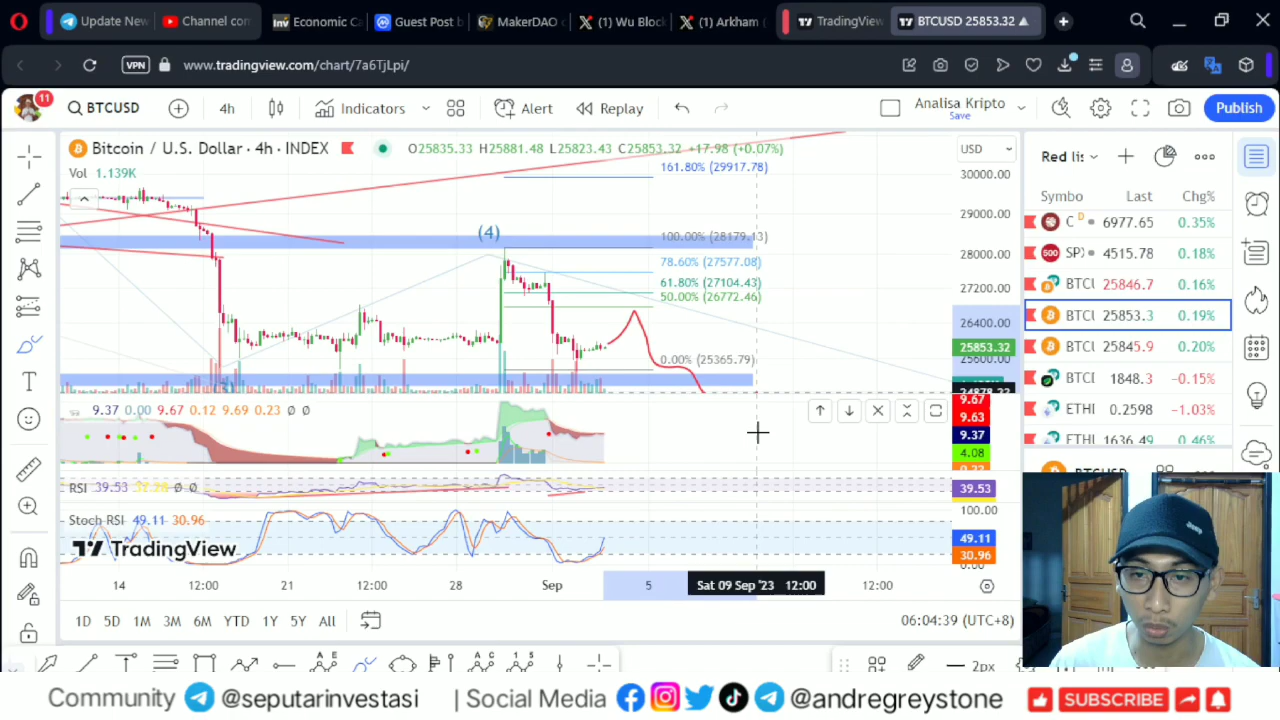 Update New
Channel con
Economic Ca
Guest Post b
MakerDAO c
(1) Wu Block
(1) Arkham
TradingView
BTCUSD 25853.32
VPN
www.tradingview.com/chart/7a6TjLpi/
11
BTCUSD
4h
Indicators
Alert
Replay
Analisa Kripto
Save
Publish
Bitcoin / U.S. Dollar · 4h · INDEX
O25835.33 H25881.48 L25823.43 C25853.32 +17.98 (+0.07%)
Vol 1.139K
USD
161.80% (29917.78)
(4)
100.00% (28179.13)
78.60% (27577.08)
61.80% (27104.43)
50.00% (26772.46)
0.00% (25365.79)
30000.00
29000.00
28000.00
27200.00
26400.00
25853.32
25600.00
9.37 0.00 9.67 0.12 9.69 0.23 Ø Ø
9.67
9.63
9.37
4.08
RSI 39.53 Ø Ø
39.53
Stoch RSI 49.11 30.96
100.00
49.11
30.96
TradingView
14
12:00
21
12:00
28
Sep
5
Sat 09 Sep '23 12:00
12:00
1D 5D 1M 3M 6M YTD 1Y 5Y All
06:04:39 (UTC+8)
2px
Red lis
Symbo Last Chg%
C D 6977.65 0.35%
SP 4515.78 0.18%
BTC 25846.7 0.16%
BTC 25853.3 0.19%
BTC 25845.9 0.20%
BTC 1848.3 −0.15%
ETHI 0.2598 −1.03%
ETHI 1636.49 0.46%
Jeep
Community @seputarinvestasi | Social Media @andregreystone SUBSCRIBE